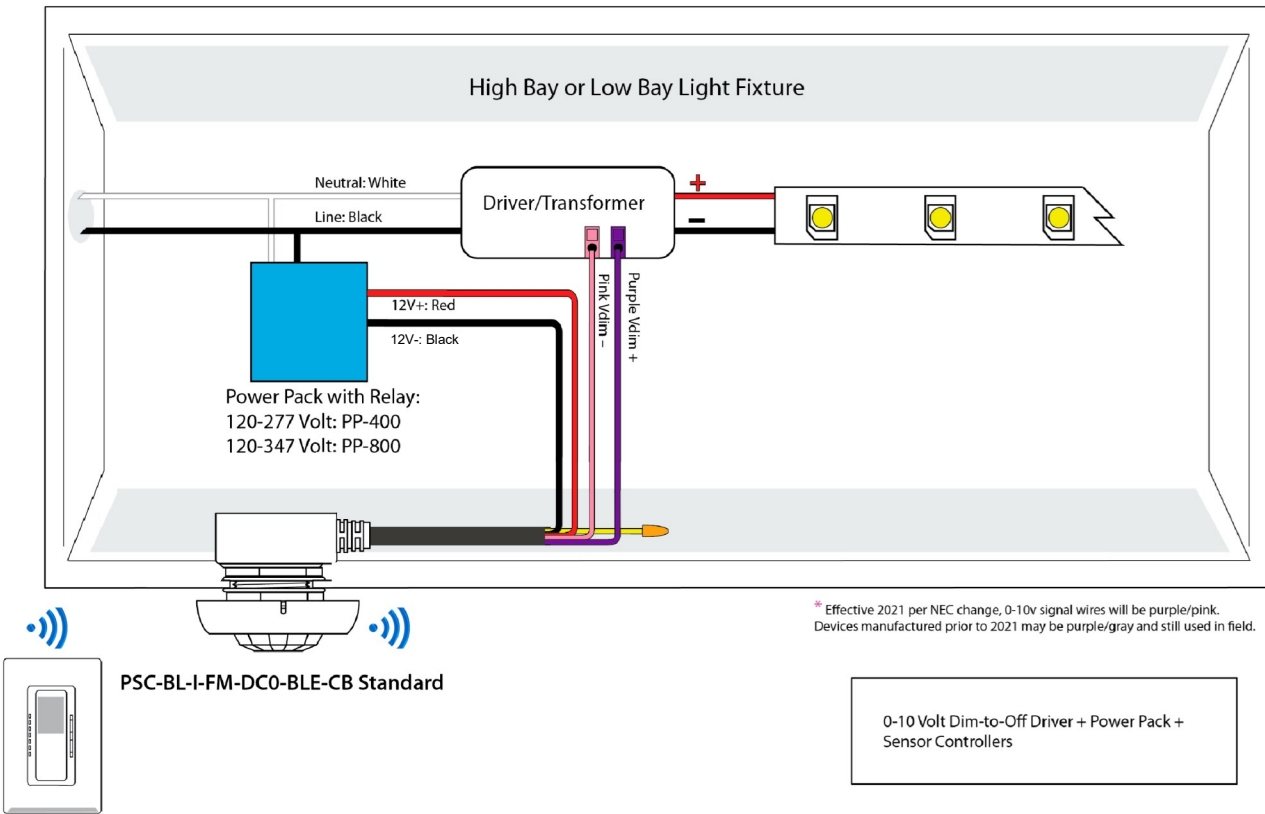 High Bay or Low Bay Light Fixture
Neutral: White
Driver/Transformer
+
Line: Black
–
Pink Vdim –
Purple Vdim +
12V+: Red
12V-: Black
Power Pack with Relay:
120-277 Volt: PP-400
120-347 Volt: PP-800
* Effective 2021 per NEC change, 0-10v signal wires will be purple/pink.
Devices manufactured prior to 2021 may be purple/gray and still used in field.
PSC-BL-I-FM-DC0-BLE-CB Standard
0-10 Volt Dim-to-Off Driver + Power Pack +
Sensor Controllers